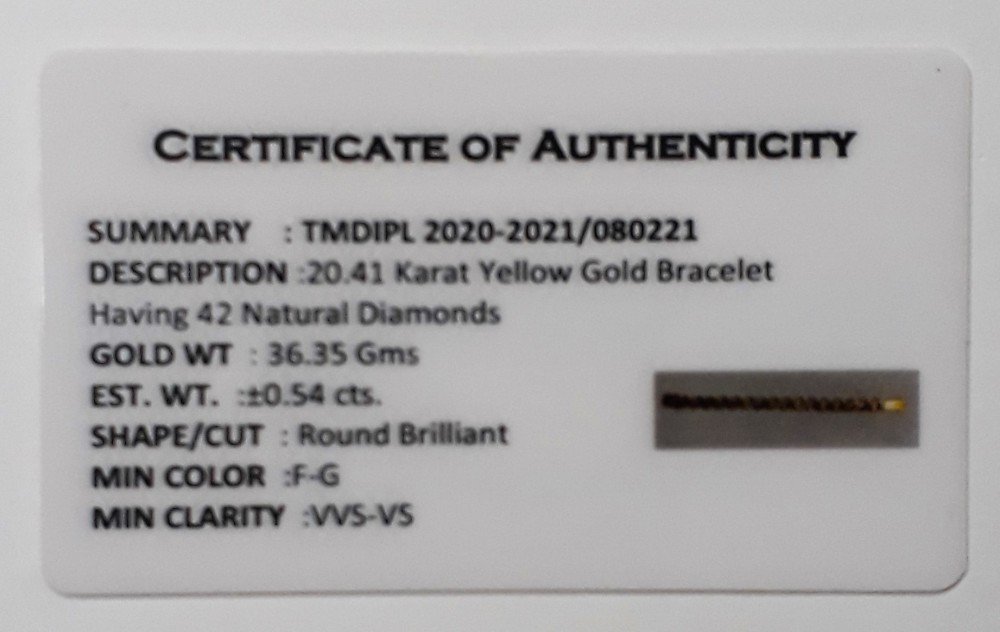 CERTIFICATE OF AUTHENTICITY
SUMMARY : TMDIPL 2020-2021/080221
DESCRIPTION :20.41 Karat Yellow Gold Bracelet
Having 42 Natural Diamonds
GOLD WT : 36.35 Gms
EST. WT. :±0.54 cts.
SHAPE/CUT : Round Brilliant
MIN COLOR :F-G
MIN CLARITY :VVS-VS